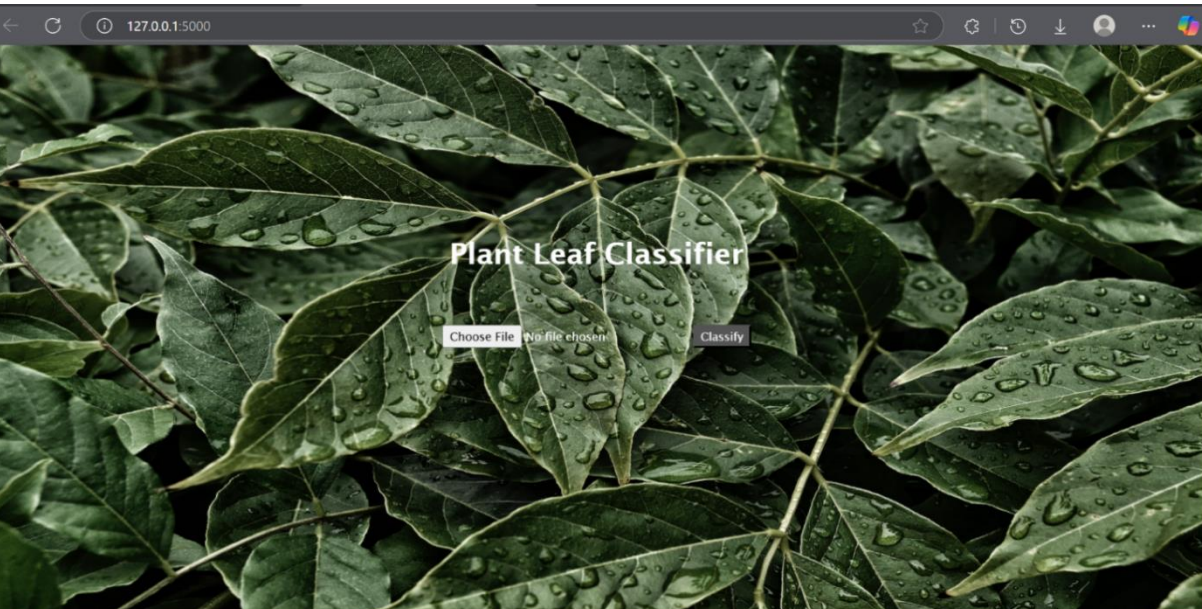 127.0.0.1:5000
Plant Leaf Classifier
Choose File No file chosen Classify